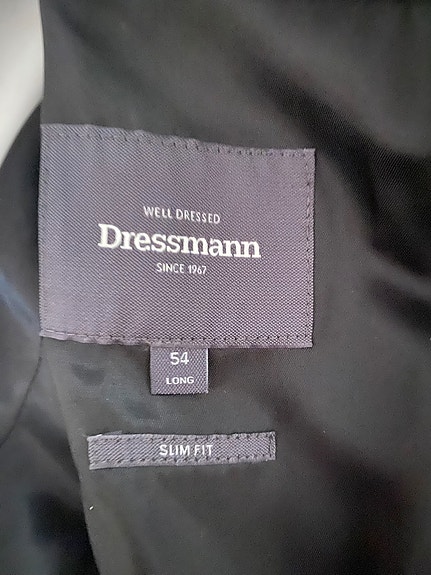 WELL DRESSED
Dressmann
SINCE 1967
54
LONG
SLIM FIT